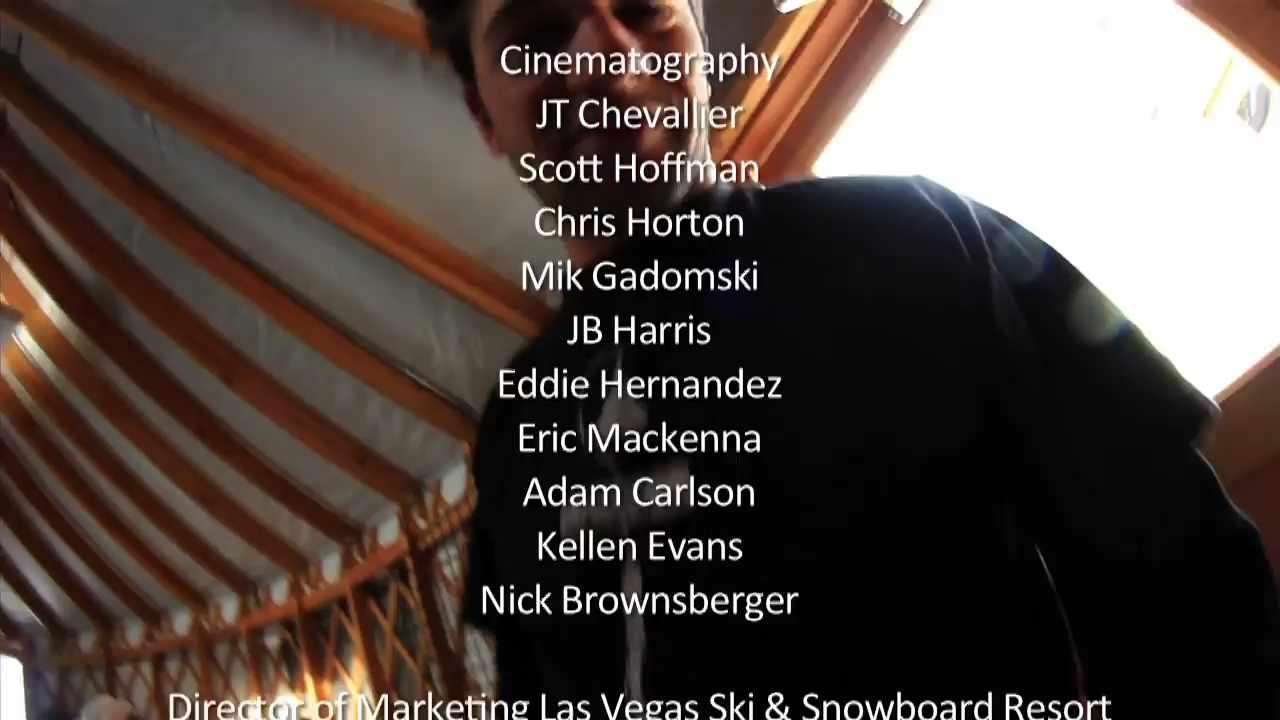 Cinematography
JT Chevallier
Scott Hoffman
Chris Horton
Mik Gadomski
JB Harris
Eddie Hernandez
Eric Mackenna
Adam Carlson
Kellen Evans
Nick Brownsberger
Director of Marketing Las Vegas Ski & Snowboard Resort